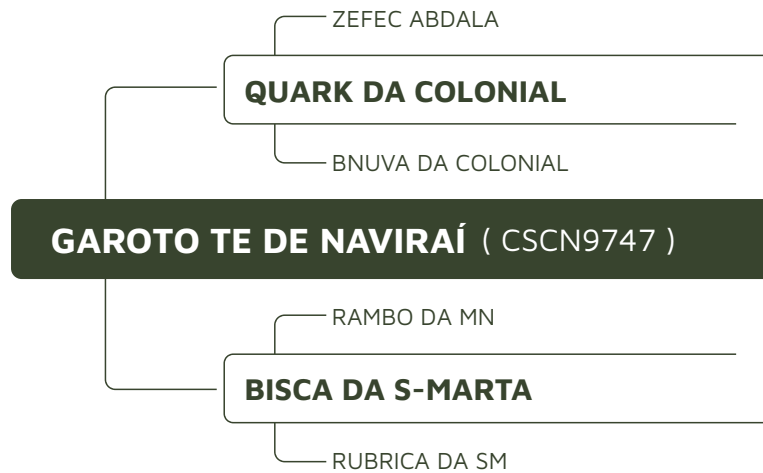 ZEFEC ABDALA
QUARK DA COLONIAL
BNUVA DA COLONIAL
GAROTO TE DE NAVIRAÍ ( CSCN9747 )
RAMBO DA MN
BISCA DA S-MARTA
RUBRICA DA SM